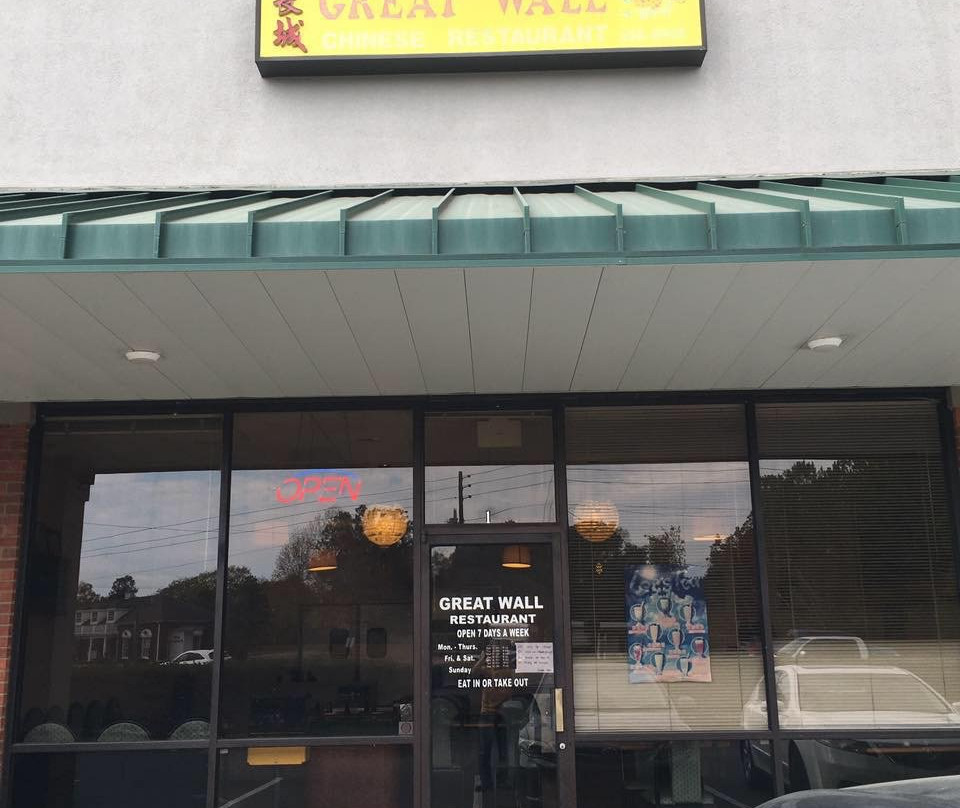 長城
GREAT WALL
CHINESE RESTAURANT
OPEN
GREAT WALL
RESTAURANT
OPEN 7 DAYS A WEEK
Mon. - Thurs.
Fri. & Sat.
Sunday
EAT IN OR TAKE OUT